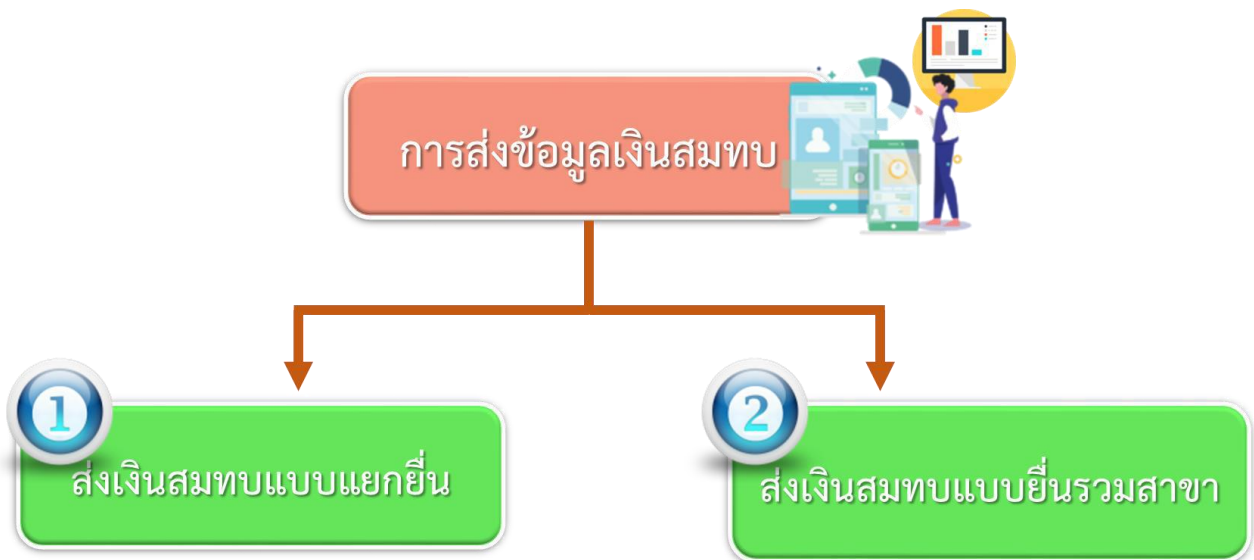 การส่งข้อมูลเงินสมทบ
1
ส่งเงินสมทบแบบแยกยื่น
2
ส่งเงินสมทบแบบยื่นรวมสาขา